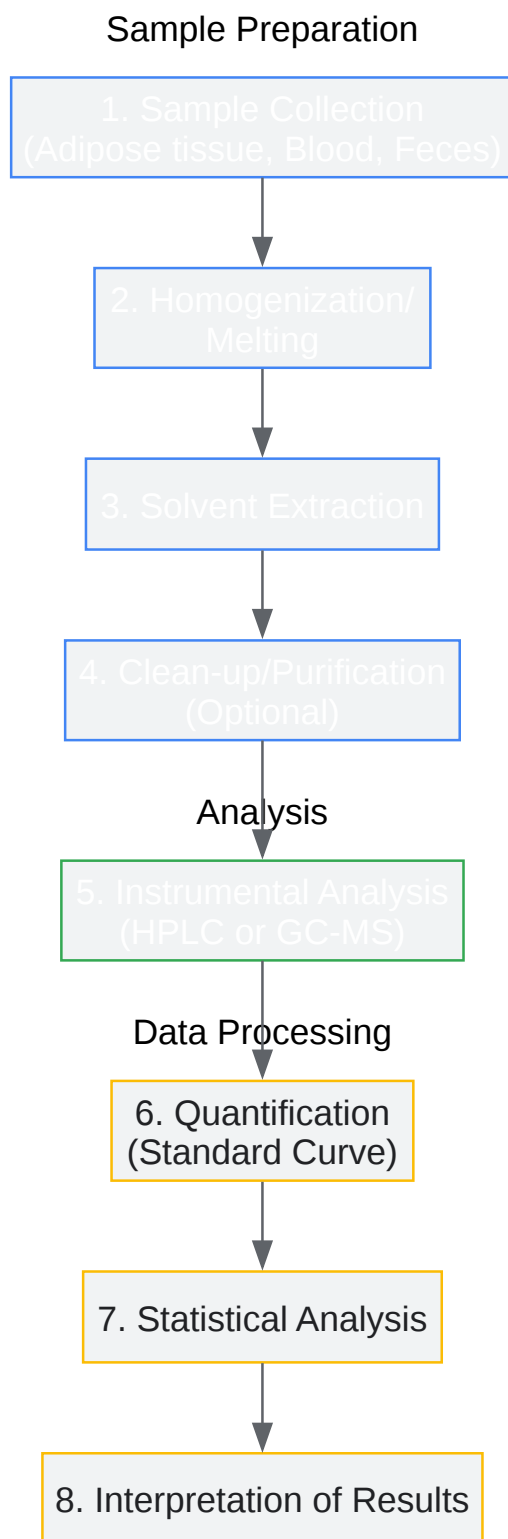 Sample Preparation
1. Sample Collection
(Adipose tissue, Blood, Feces)
2. Homogenization/
Melting
3. Solvent Extraction
4. Clean-up/Purification
(Optional)
Analysis
5. Instrumental Analysis
(HPLC or GC-MS)
Data Processing
6. Quantification
(Standard Curve)
7. Statistical Analysis
8. Interpretation of Results